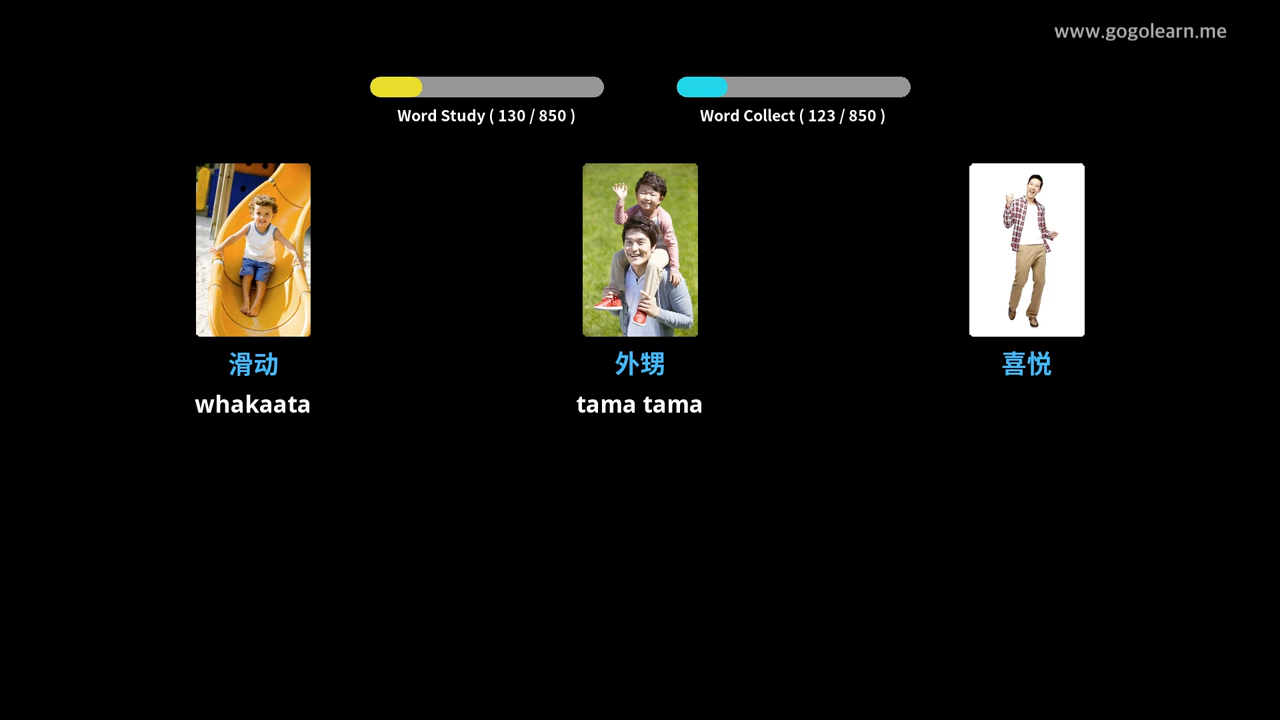 www.gogolearn.me
Word Study ( 130 / 850 )
Word Collect ( 123 / 850 )
滑动
外甥
喜悦
whakaata
tama tama